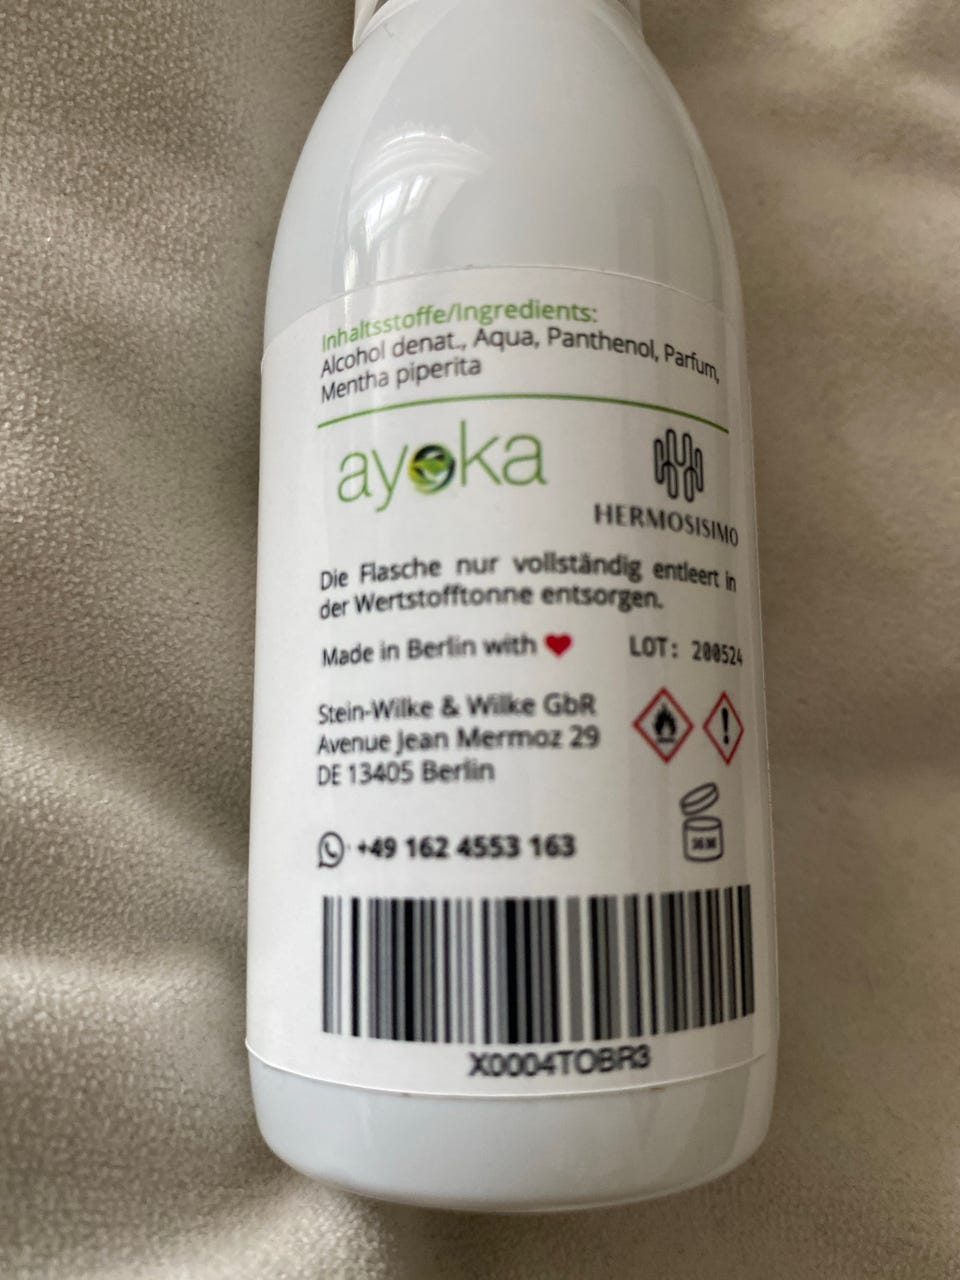 Inhaltsstoffe/Ingredients:
Alcohol denat., Aqua, Panthenol, Parfum,
Mentha piperita
ayoka
HERMOSISIMO
Die Flasche nur vollständig entleert in
der Wertstofftonne entsorgen.
Made in Berlin with
LOT: 200524
Stein-Wilke & Wilke GbR
Avenue Jean Mermoz 29
DE 13405 Berlin
+49 162 4553 163
X0004TOBR3